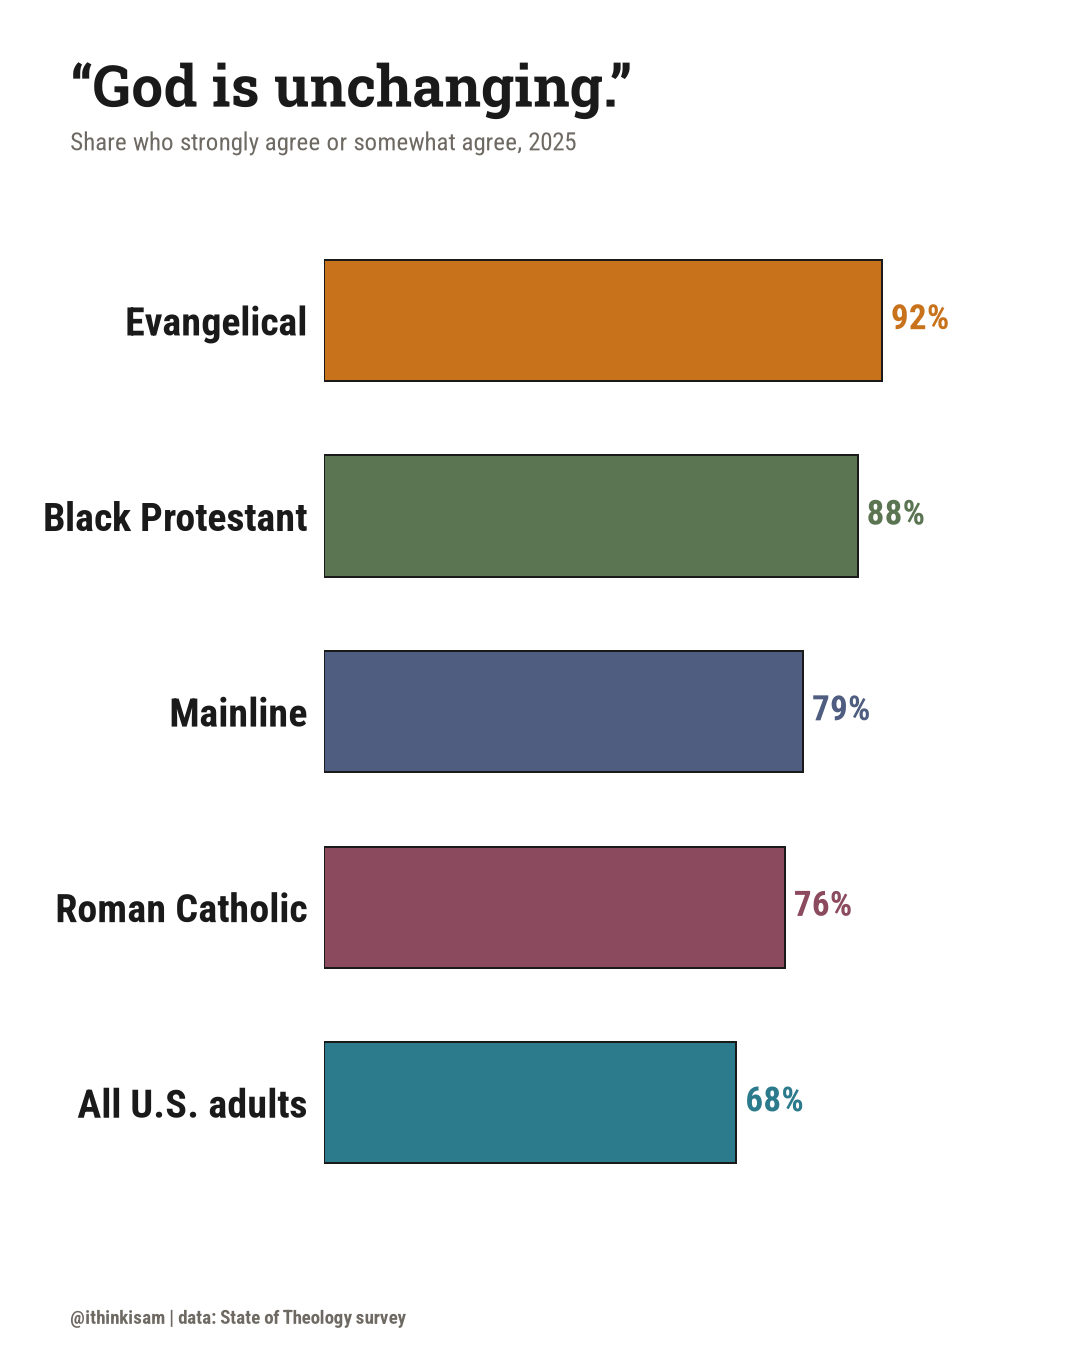 “God is unchanging.”
Share who strongly agree or somewhat agree, 2025
Evangelical 92%
Black Protestant 88%
Mainline 79%
Roman Catholic 76%
All U.S. adults 68%
@ithinkisam | data: State of Theology survey